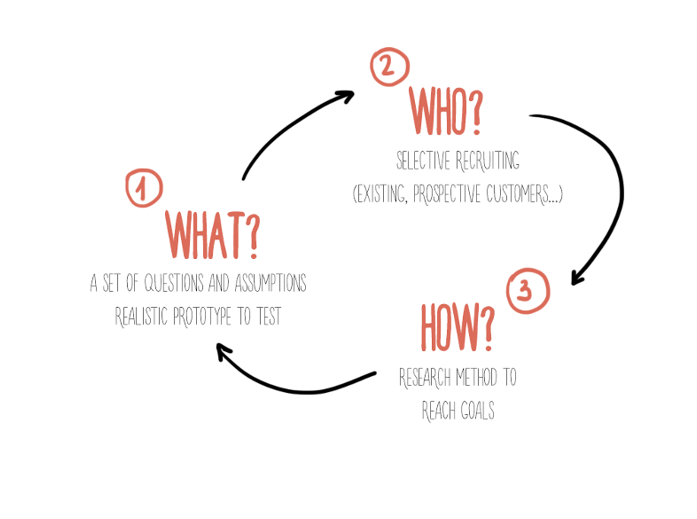 1
WHAT?
A SET OF QUESTIONS AND ASSUMPTIONS
REALISTIC PROTOTYPE TO TEST
2
WHO?
SELECTIVE RECRUITING
(EXISTING, PROSPECTIVE CUSTOMERS...)
3
HOW?
RESEARCH METHOD TO
REACH GOALS